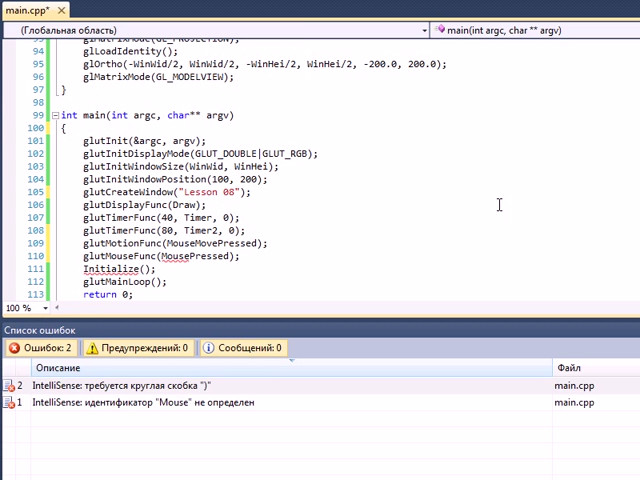 main.cpp*
(Глобальная область)
main(int argc, char ** argv)
93 glMatrixMode(GL_PROJECTION);
94 glLoadIdentity();
95 glOrtho(-WinWid/2, WinWid/2, -WinHei/2, WinHei/2, -200.0, 200.0);
96 glMatrixMode(GL_MODELVIEW);
97 }
98
99 int main(int argc, char** argv)
100 {
101 glutInit(&argc, argv);
102 glutInitDisplayMode(GLUT_DOUBLE|GLUT_RGB);
103 glutInitWindowSize(WinWid, WinHei);
104 glutInitWindowPosition(100, 200);
105 glutCreateWindow("Lesson 08");
106 glutDisplayFunc(Draw);
107 glutTimerFunc(40, Timer, 0);
108 glutTimerFunc(80, Timer2, 0);
109 glutMotionFunc(MouseMovePressed);
110 glutMouseFunc(MousePressed);
111 Initialize();
112 glutMainLoop();
113 return 0;
100 %
Список ошибок
Ошибок: 2 Предупреждений: 0 Сообщений: 0
Описание Файл
2 IntelliSense: требуется круглая скобка ")" main.cpp
1 IntelliSense: идентификатор "Mouse" не определен main.cpp